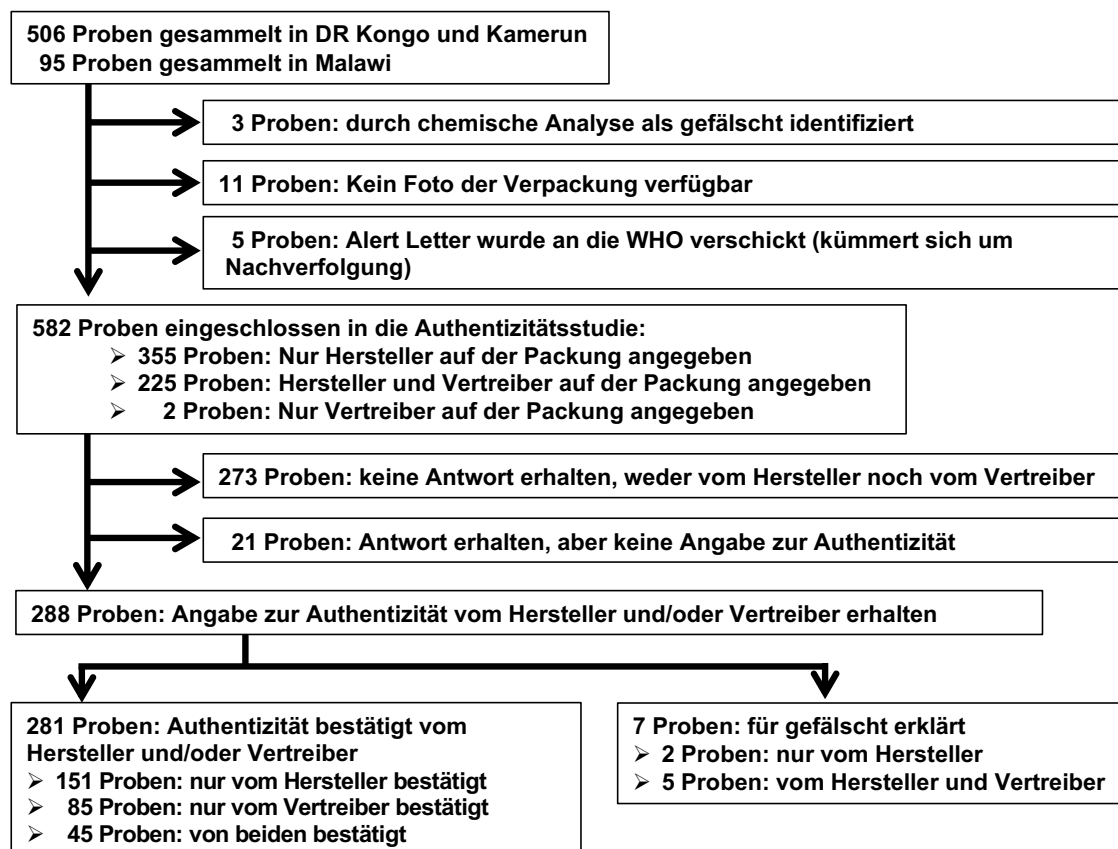 506 Proben gesammelt in DR Kongo und Kamerun
95 Proben gesammelt in Malawi
3 Proben: durch chemische Analyse als gefälscht identifiziert
11 Proben: Kein Foto der Verpackung verfügbar
5 Proben: Alert Letter wurde an die WHO verschickt (kümmert sich um
Nachverfolgung)
582 Proben eingeschlossen in die Authentizitätsstudie:
➢ 355 Proben: Nur Hersteller auf der Packung angegeben
➢ 225 Proben: Hersteller und Vertreiber auf der Packung angegeben
➢ 2 Proben: Nur Vertreiber auf der Packung angegeben
273 Proben: keine Antwort erhalten, weder vom Hersteller noch vom Vertreiber
21 Proben: Antwort erhalten, aber keine Angabe zur Authentizität
288 Proben: Angabe zur Authentizität vom Hersteller und/oder Vertreiber erhalten
281 Proben: Authentizität bestätigt vom
Hersteller und/oder Vertreiber
➢ 151 Proben: nur vom Hersteller bestätigt
➢ 85 Proben: nur vom Vertreiber bestätigt
➢ 45 Proben: von beiden bestätigt
7 Proben: für gefälscht erklärt
➢ 2 Proben: nur vom Hersteller
➢ 5 Proben: vom Hersteller und Vertreiber